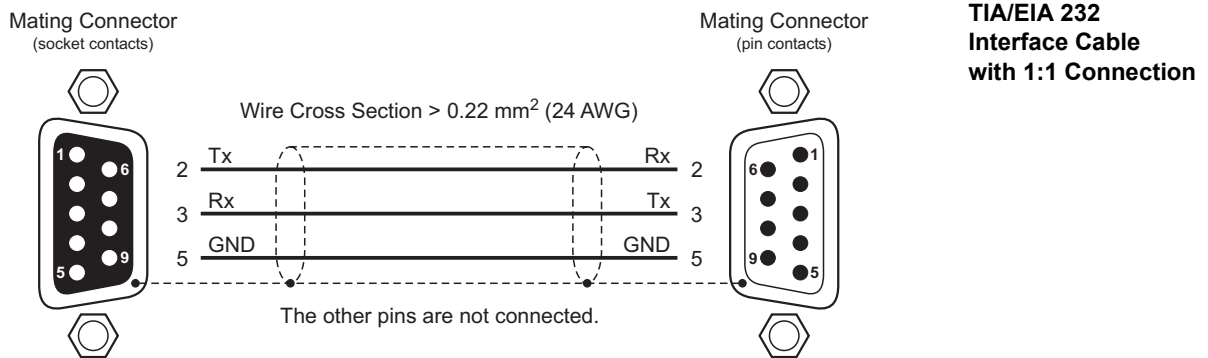 Mating Connector
(socket contacts)
Mating Connector
(pin contacts)
TIA/EIA 232
Interface Cable
with 1:1 Connection
Wire Cross Section > 0.22 mm² (24 AWG)
1
6
9
5
2 Tx Rx 2
3 Rx Tx 3
5 GND GND 5
1
6
9
5
The other pins are not connected.